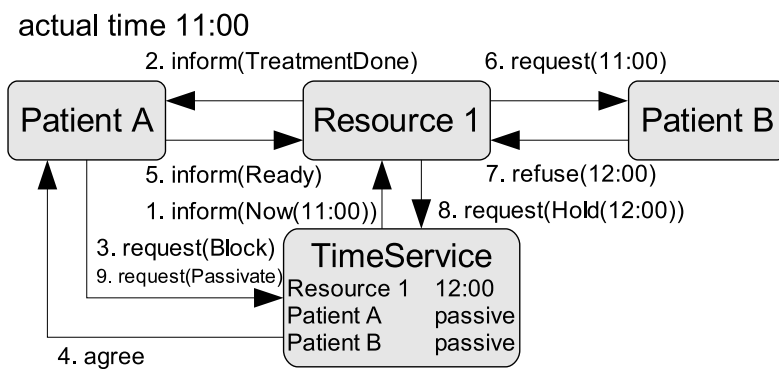 actual time 11:00
2. inform(TreatmentDone)
6. request(11:00)
Patient A
Resource 1
Patient B
5. inform(Ready)
7. refuse(12:00)
1. inform(Now(11:00))
8. request(Hold(12:00))
3. request(Block)
9. request(Passivate)
TimeService
Resource 1 12:00
Patient A passive
Patient B passive
4. agree